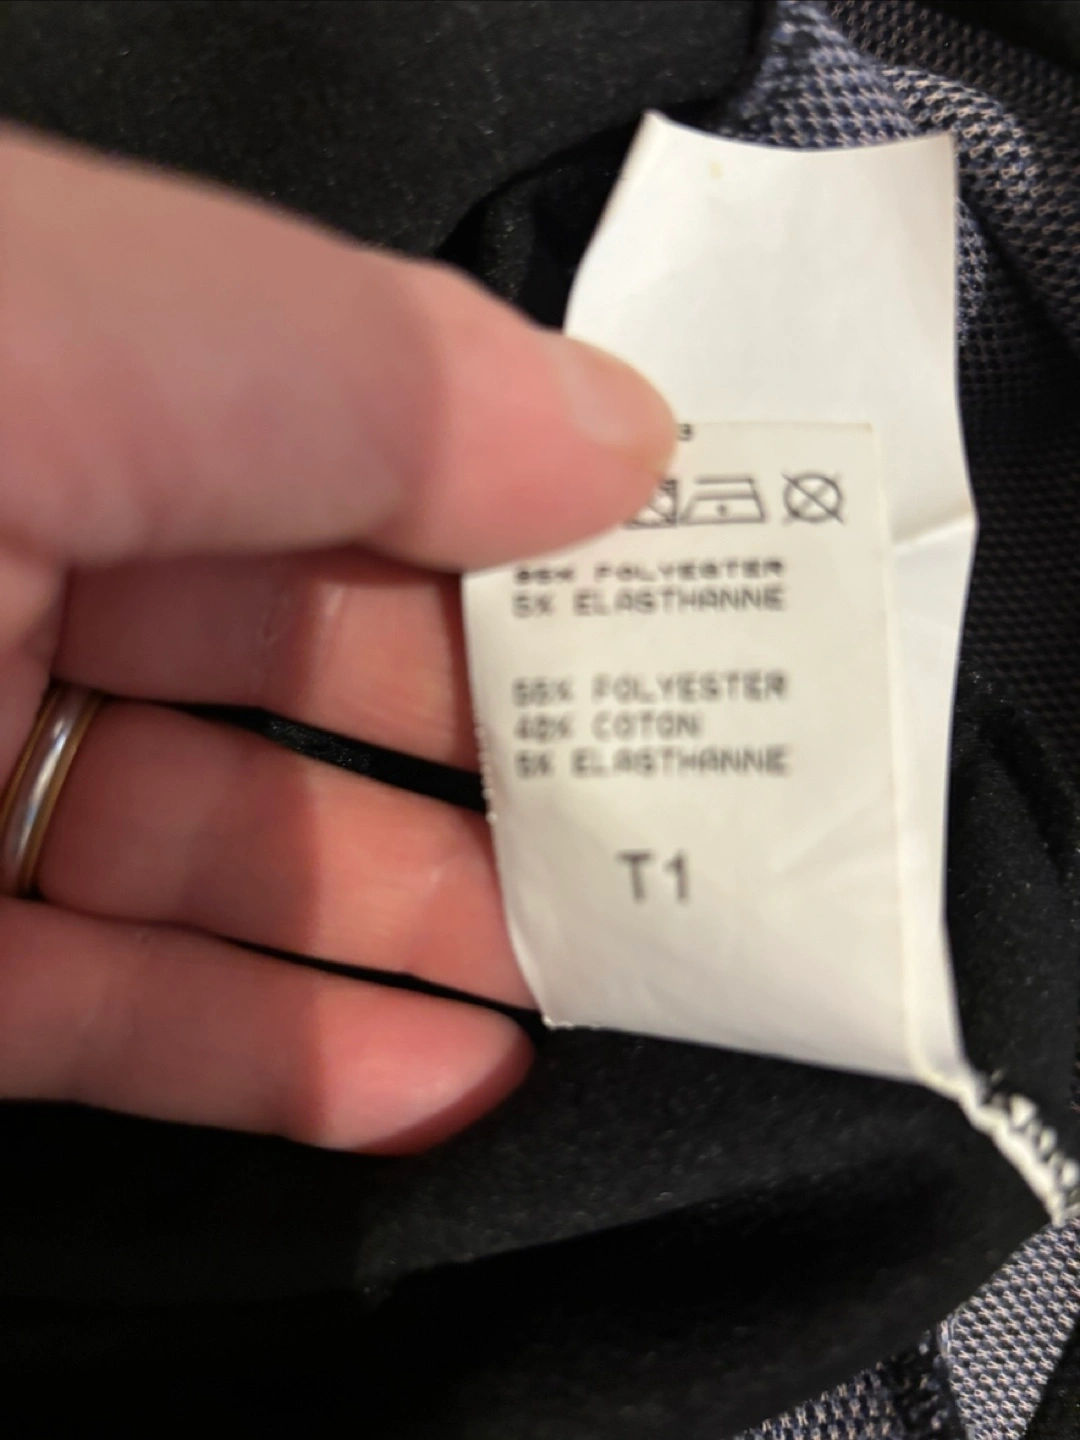 95% POLYESTER
5% ELASTHANNE
55% POLYESTER
40% COTON
5% ELASTHANNE
T1